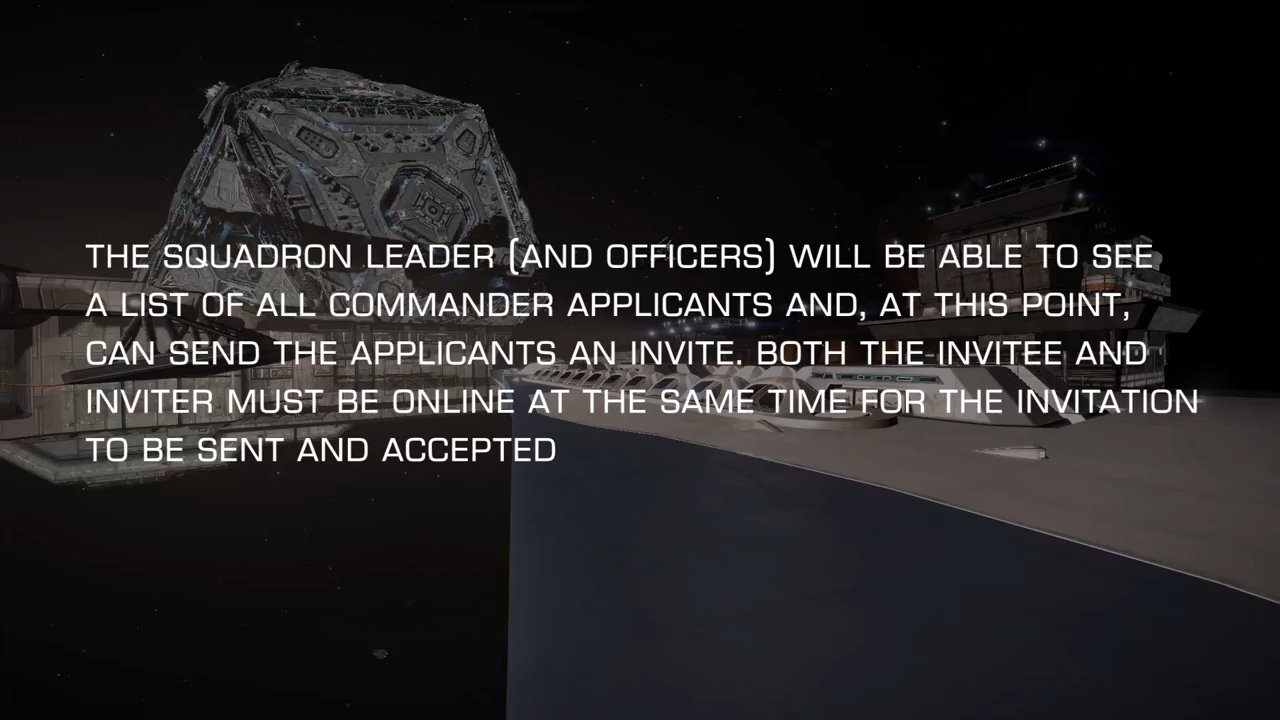 THE SQUADRON LEADER (AND OFFICERS) WILL BE ABLE TO SEE
A LIST OF ALL COMMANDER APPLICANTS AND, AT THIS POINT,
CAN SEND THE APPLICANTS AN INVITE. BOTH THE INVITEE AND
INVITER MUST BE ONLINE AT THE SAME TIME FOR THE INVITATION
TO BE SENT AND ACCEPTED